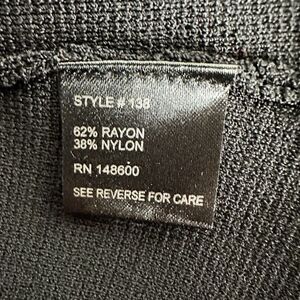 STYLE # 138
62% RAYON
38% NYLON
RN 148600
SEE REVERSE FOR CARE